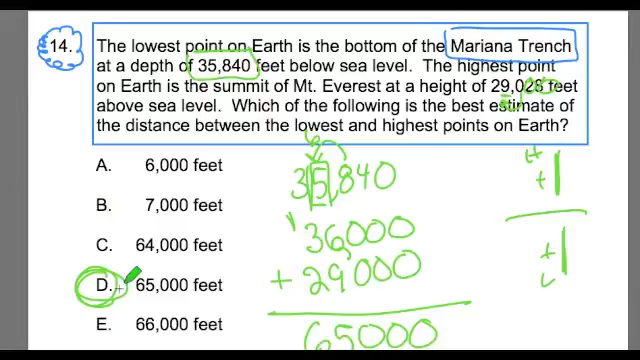 14.
The lowest point on Earth is the bottom of the Mariana Trench
at a depth of 35,840 feet below sea level. The highest point
on Earth is the summit of Mt. Everest at a height of 29,028 feet
above sea level. Which of the following is the best estimate of
the distance between the lowest and highest points on Earth?
A. 6,000 feet
B. 7,000 feet
C. 64,000 feet
D. 65,000 feet
E. 66,000 feet
35,840
1
36,000
+ 29000
65000